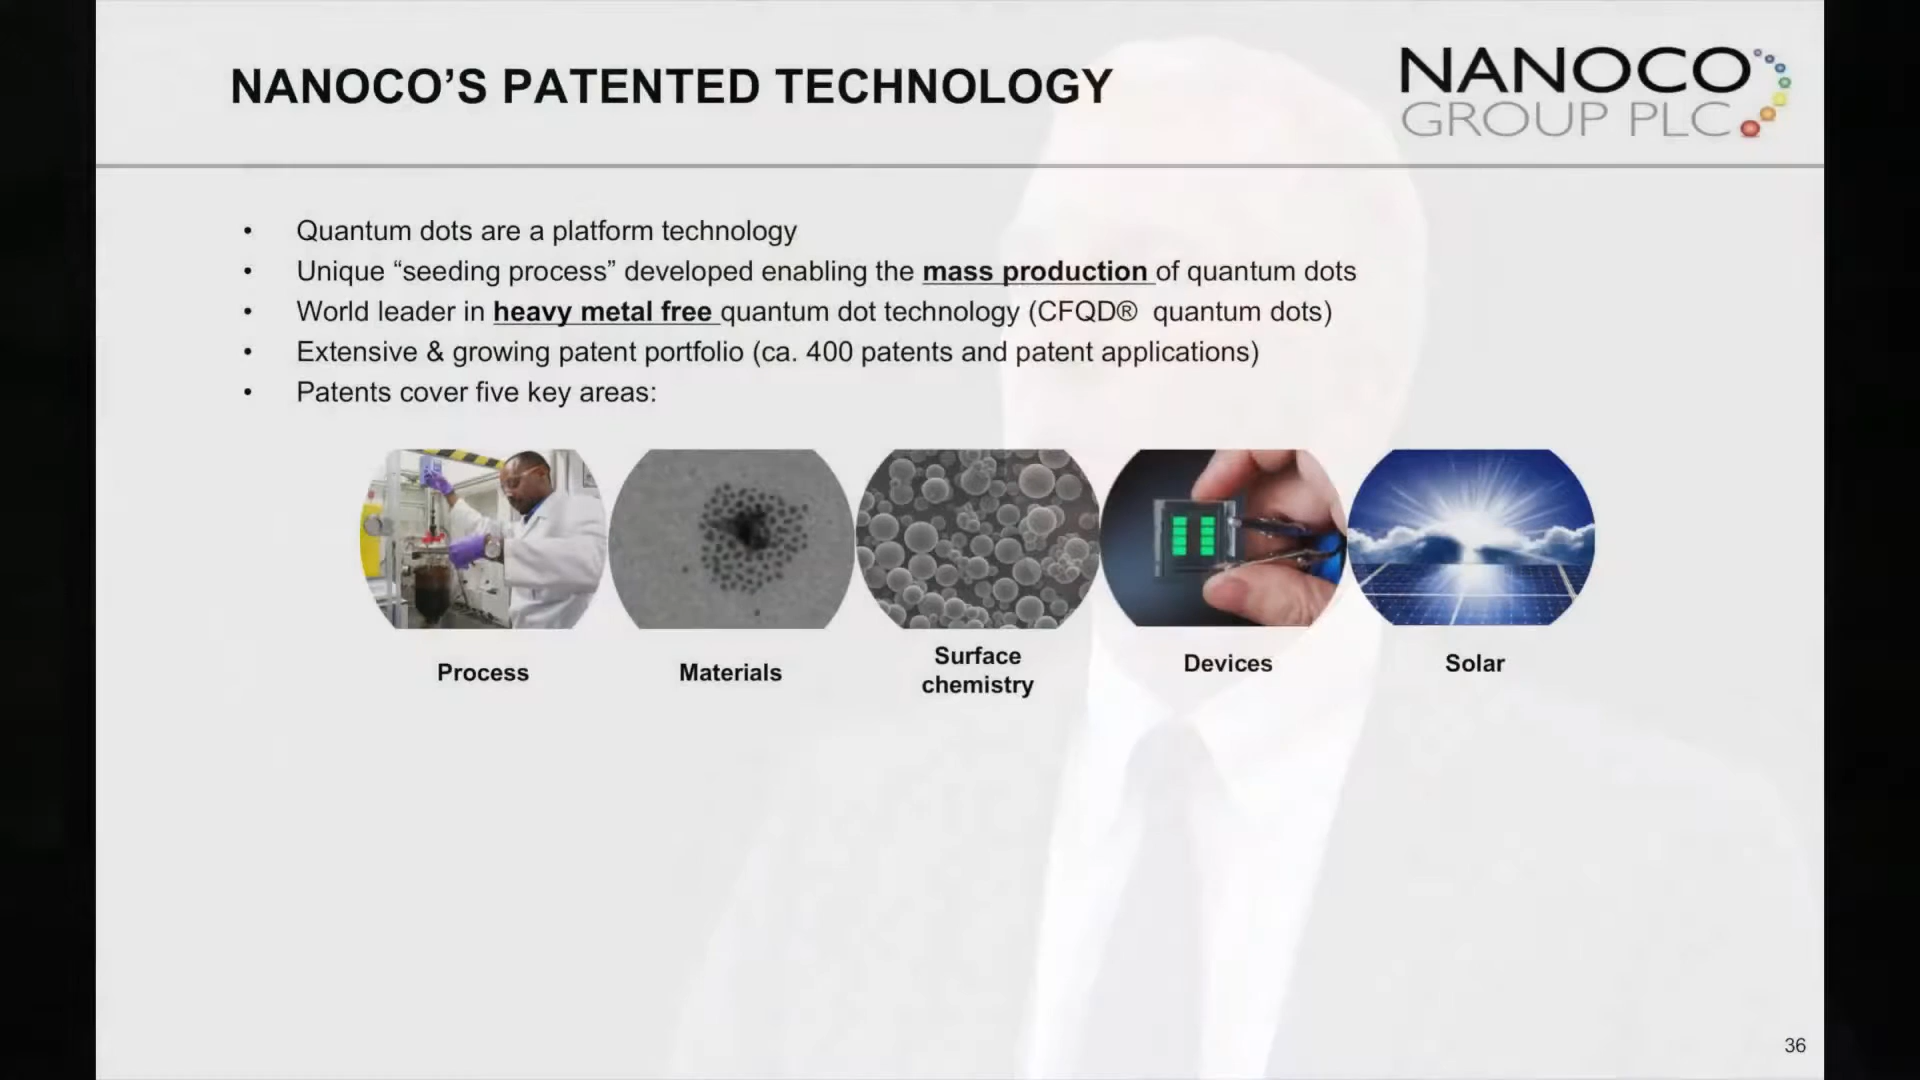 NANOCO’S PATENTED TECHNOLOGY
NANOCO
GROUP PLC
• Quantum dots are a platform technology
• Unique “seeding process” developed enabling the mass production of quantum dots
• World leader in heavy metal free quantum dot technology (CFQD® quantum dots)
• Extensive & growing patent portfolio (ca. 400 patents and patent applications)
• Patents cover five key areas:
Process
Materials
Surface
chemistry
Devices
Solar
36